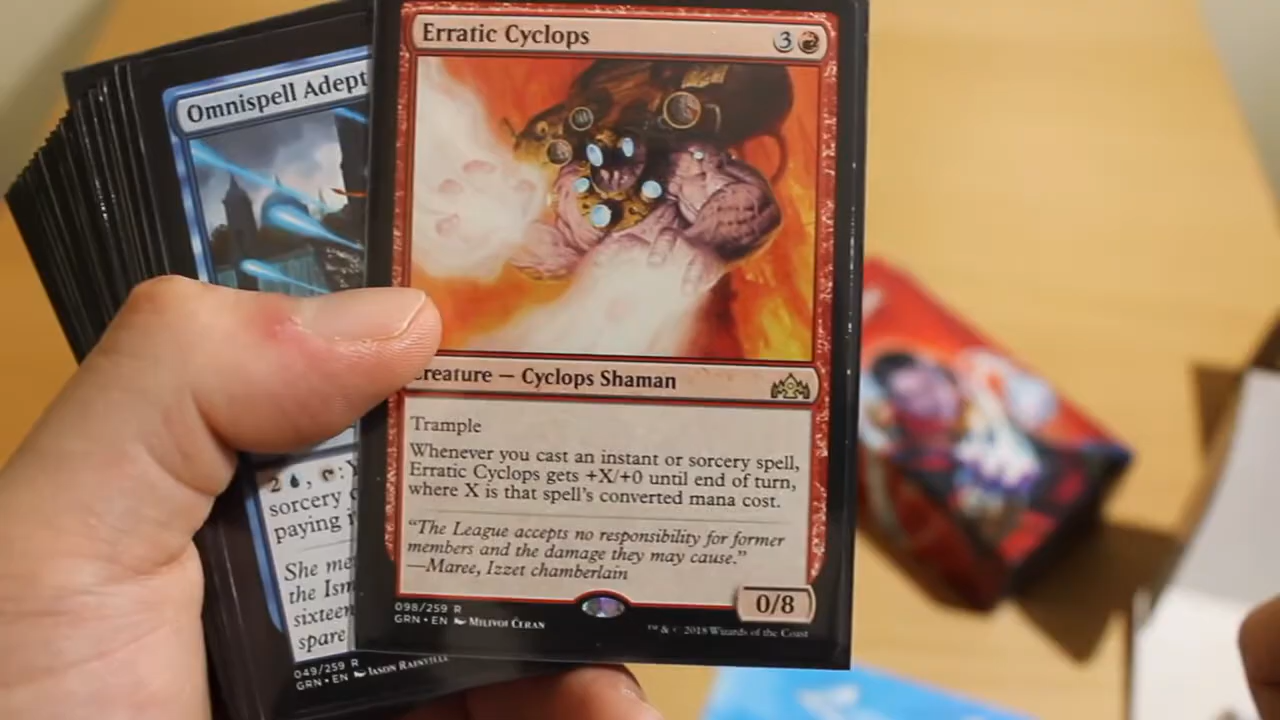 Omnispell Adept
2
sorcery
paying
She
the
sixteen
spare
049/259 R
GRN • EN JASON RAINVILLE
Erratic Cyclops
3
Creature — Cyclops Shaman
Trample
Whenever you cast an instant or sorcery spell,
Erratic Cyclops gets +X/+0 until end of turn,
where X is that spell's converted mana cost.
"The League accepts no responsibility for former
members and the damage they may cause."
—Maree, Izzet chamberlain
0/8
098/259 R
GRN • EN MILIVOJ ĆERAN
™ & © 2018 Wizards of the Coast